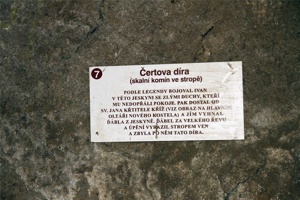 7
Čertova díra
(skalní komín ve stropě)
PODLE LEGENDY BOJOVAL IVAN
V TÉTO JESKYNI SE ZLÝMI DUCHY, KTEŘÍ
MU NEDOPŘÁLI POKOJE. PAK DOSTAL OD
SV. JANA KŘTITELE KŘÍŽ (VIZ OBRAZ NA HLAVNÍM
OLTÁŘI NOVÉHO KOSTELA) A JÍM VYHNAL
ĎÁBLA Z JESKYNĚ. ĎÁBEL ZA VELKÉHO ŘEVU
A ÚPĚNÍ VYRAZIL STROPEM VEN
A ZBYLA PO NĚM TATO DÍRA.